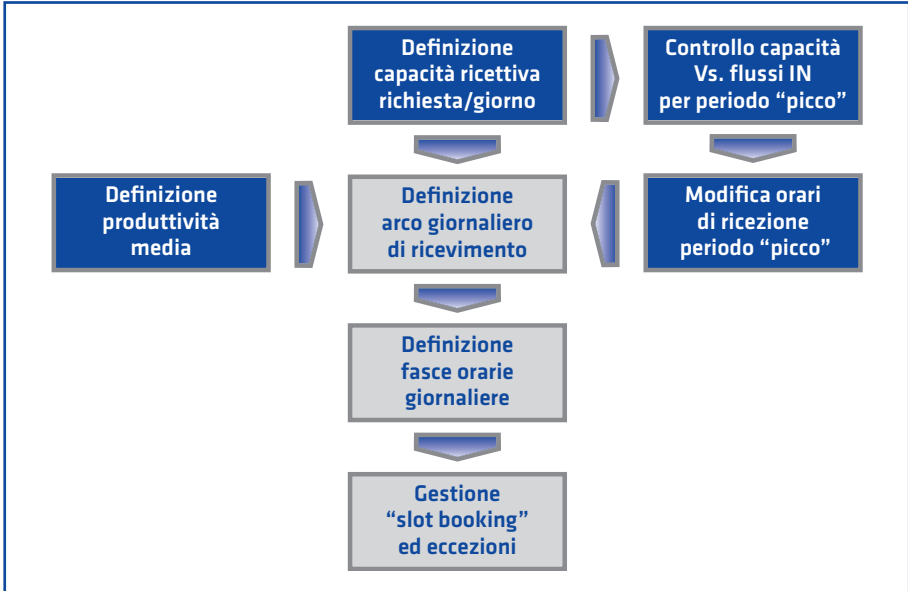 Definizione
capacità ricettiva
richiesta/giorno
Controllo capacità
Vs. flussi IN
per periodo “picco”
Definizione
produttività
media
Definizione
arco giornaliero
di ricevimento
Modifica orari
di ricezione
periodo “picco”
Definizione
fasce orarie
giornaliere
Gestione
“slot booking”
ed eccezioni